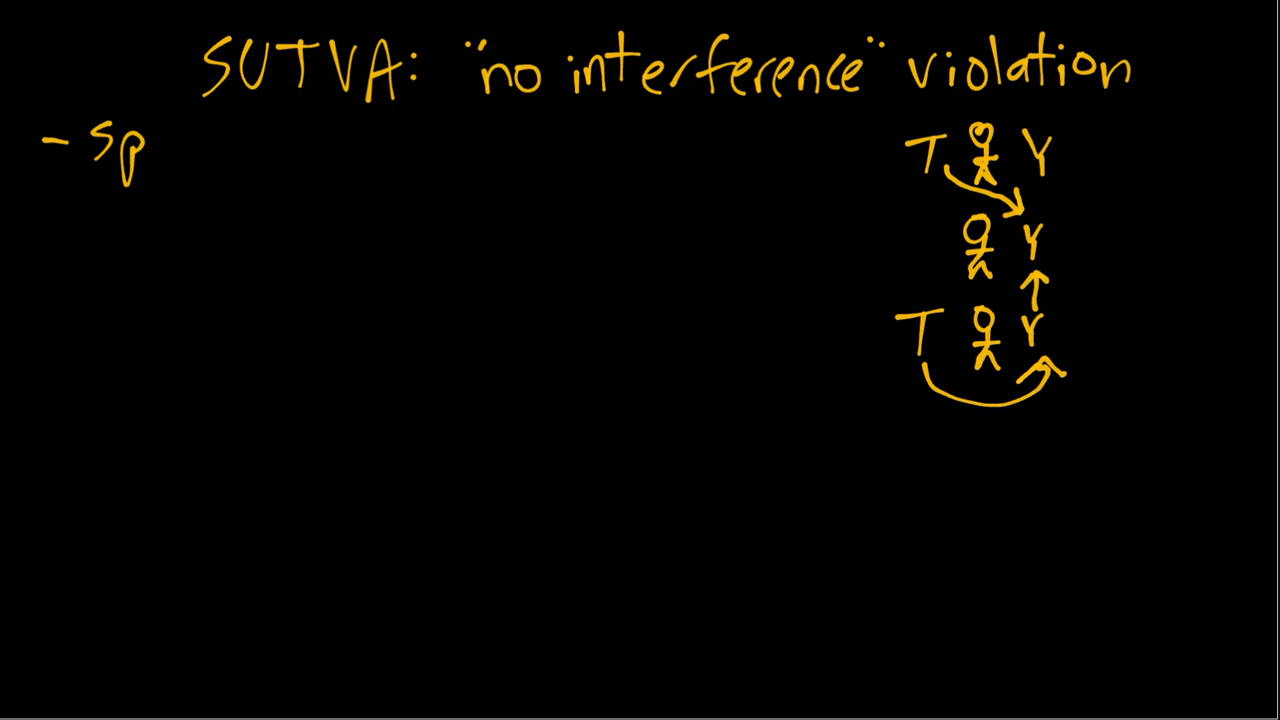 SUTVA: "no interference" violation
- sp
T Y
Y
T Y